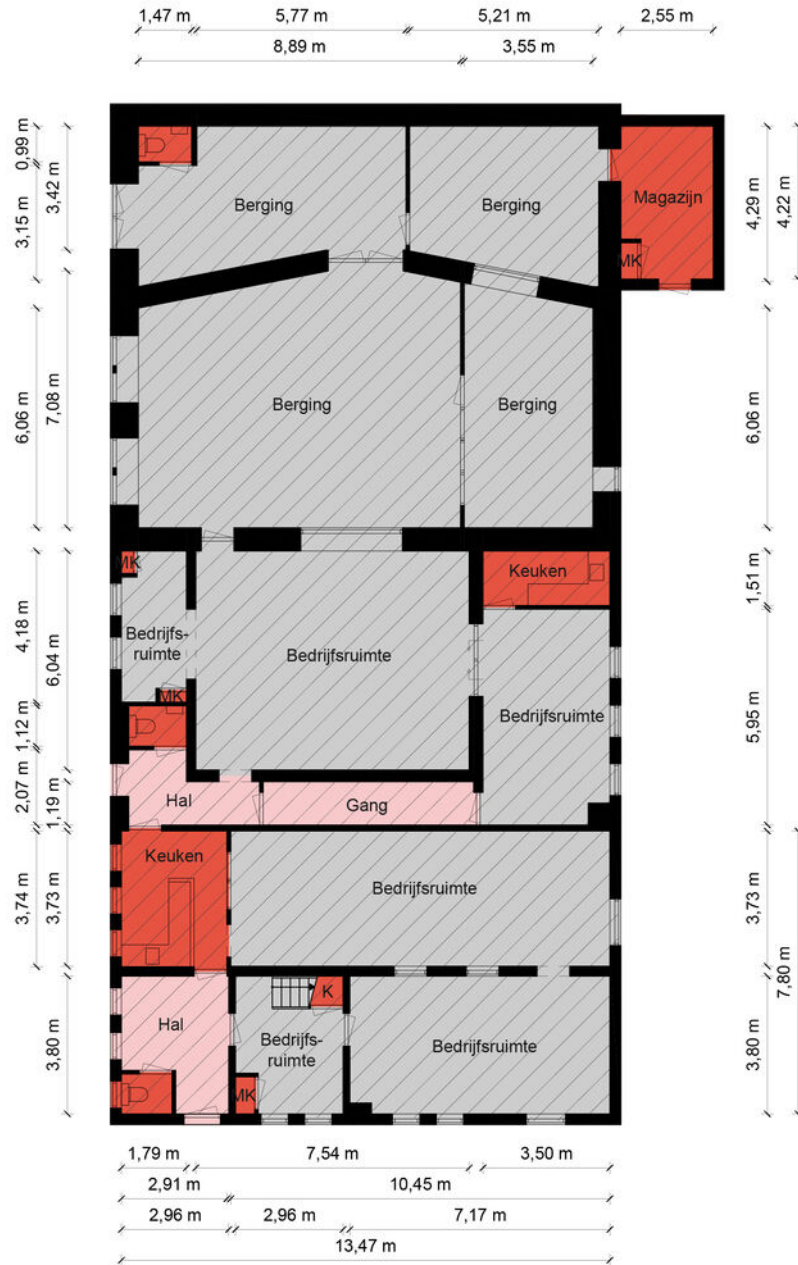 1,47 m
5,77 m
5,21 m
2,55 m
8,89 m
3,55 m
0,99 m
3,15 m
3,42 m
Berging
Berging
Magazijn
MK
4,29 m
4,22 m
6,06 m
7,08 m
Berging
Berging
6,06 m
MK
Keuken
4,18 m
6,04 m
Bedrijfs-
ruimte
Bedrijfsruimte
MK
Bedrijfsruimte
1,51 m
5,95 m
1,12 m
2,07 m
1,19 m
Hal
Gang
Keuken
Bedrijfsruimte
3,74 m
3,73 m
3,73 m
7,80 m
K
Hal
Bedrijfs-
ruimte
Bedrijfsruimte
MK
3,80 m
3,80 m
1,79 m
7,54 m
3,50 m
2,91 m
10,45 m
2,96 m
2,96 m
7,17 m
13,47 m